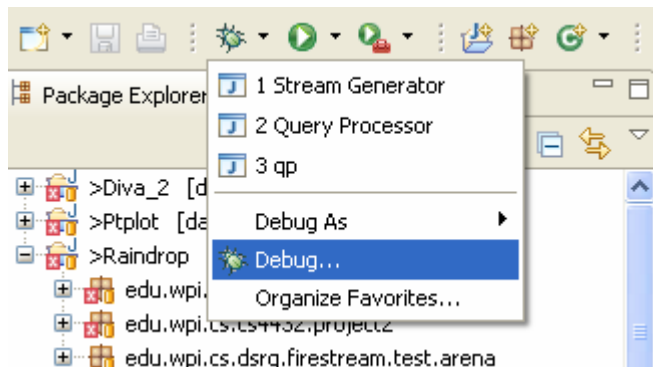 Package Explorer
1 Stream Generator
2 Query Processor
3 qp
>Diva_2 [d
>Ptplot [da
Debug As
>Raindrop
Debug...
edu.wpi.
Organize Favorites...
edu.wpi.cs.cs4432.project2
edu.wpi.cs.dsrg.firestream.test.arena